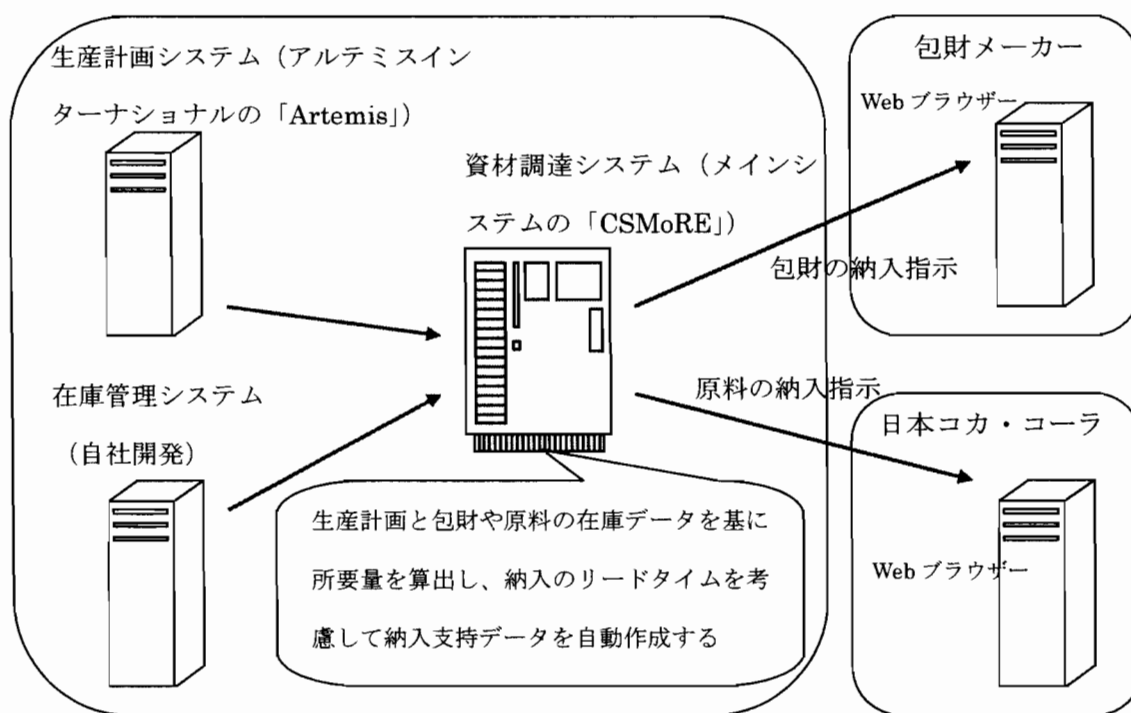 生産計画システム（アルテミスイン
ターナショナルの「Artemis」）
資材調達システム（メインシ
ステムの「CSMoRE」）
在庫管理システム
（自社開発）
生産計画と包財や原料の在庫データを基に
所要量を算出し、納入のリードタイムを考
慮して納入支持データを自動作成する
包財の納入指示
原料の納入指示
包財メーカー
Web ブラウザー
日本コカ・コーラ
Web ブラウザー